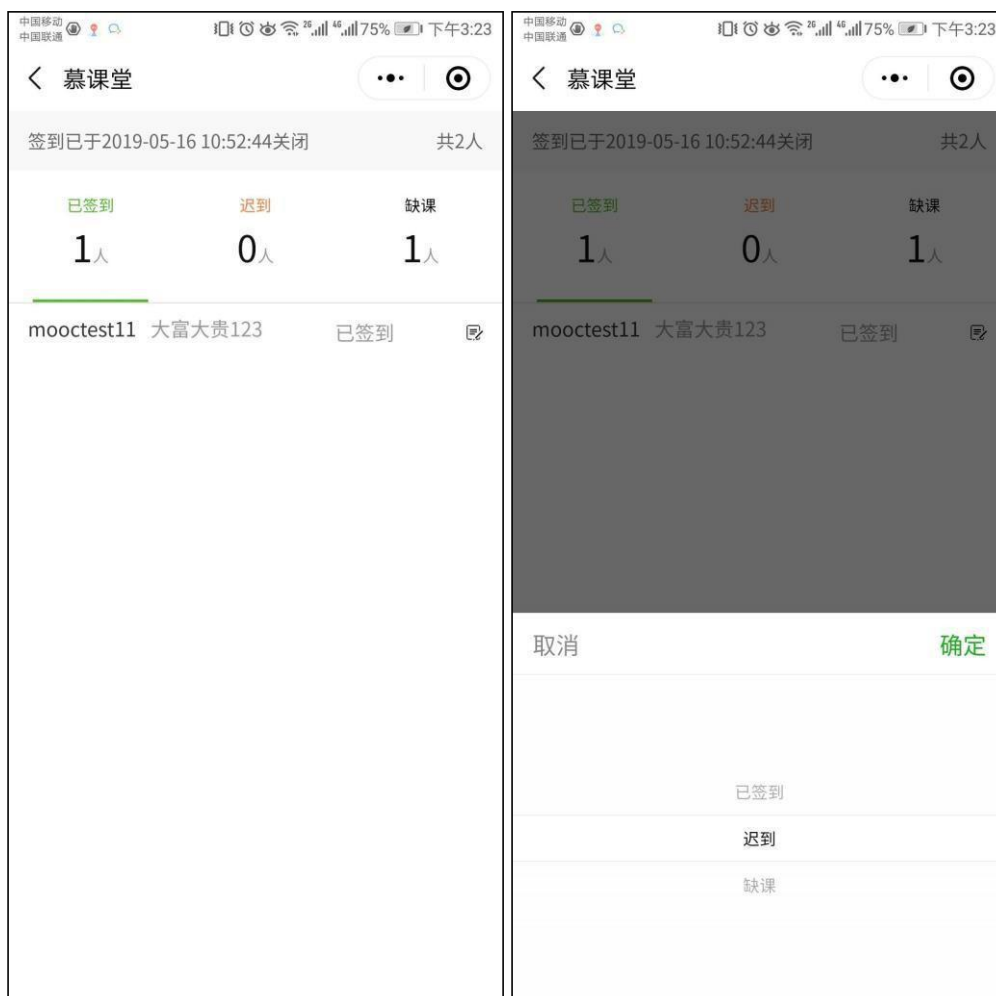 中国移动
中国联通
2G 4G 75% 下午3:23
慕课堂
签到已于2019-05-16 10:52:44关闭 共2人
已签到 迟到 缺课
1人 0人 1人
mooctest11 大富大贵123 已签到
中国移动
中国联通
2G 4G 75% 下午3:23
慕课堂
签到已于2019-05-16 10:52:44关闭 共2人
已签到 迟到 缺课
1人 0人 1人
mooctest11 大富大贵123 已签到
取消 确定
已签到
迟到
缺课